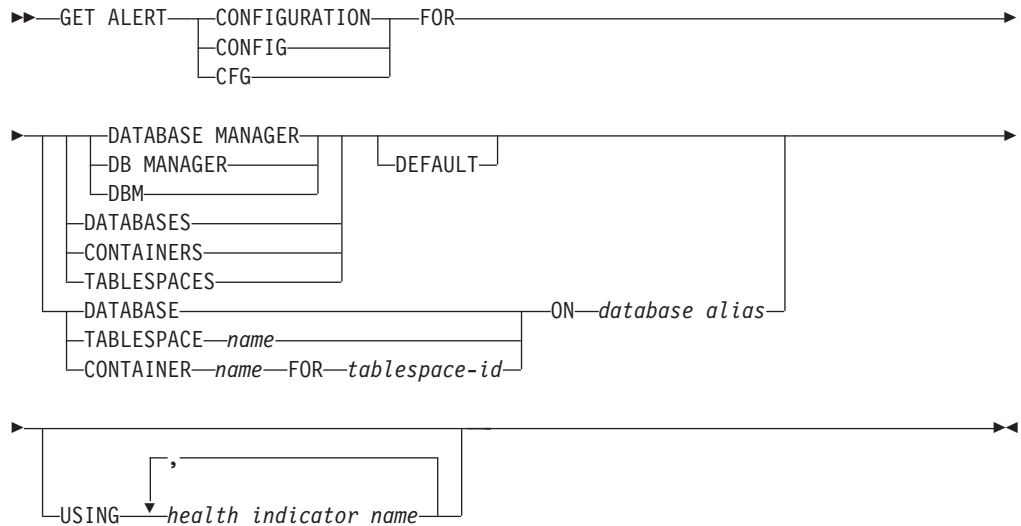 GET ALERT CONFIGURATION FOR
CONFIG
CFG
DATABASE MANAGER
DB MANAGER DEFAULT
DBM
DATABASES
CONTAINERS
TABLESPACES
DATABASE ON database alias
TABLESPACE name
CONTAINER name FOR tablespace-id
,
USING health indicator name